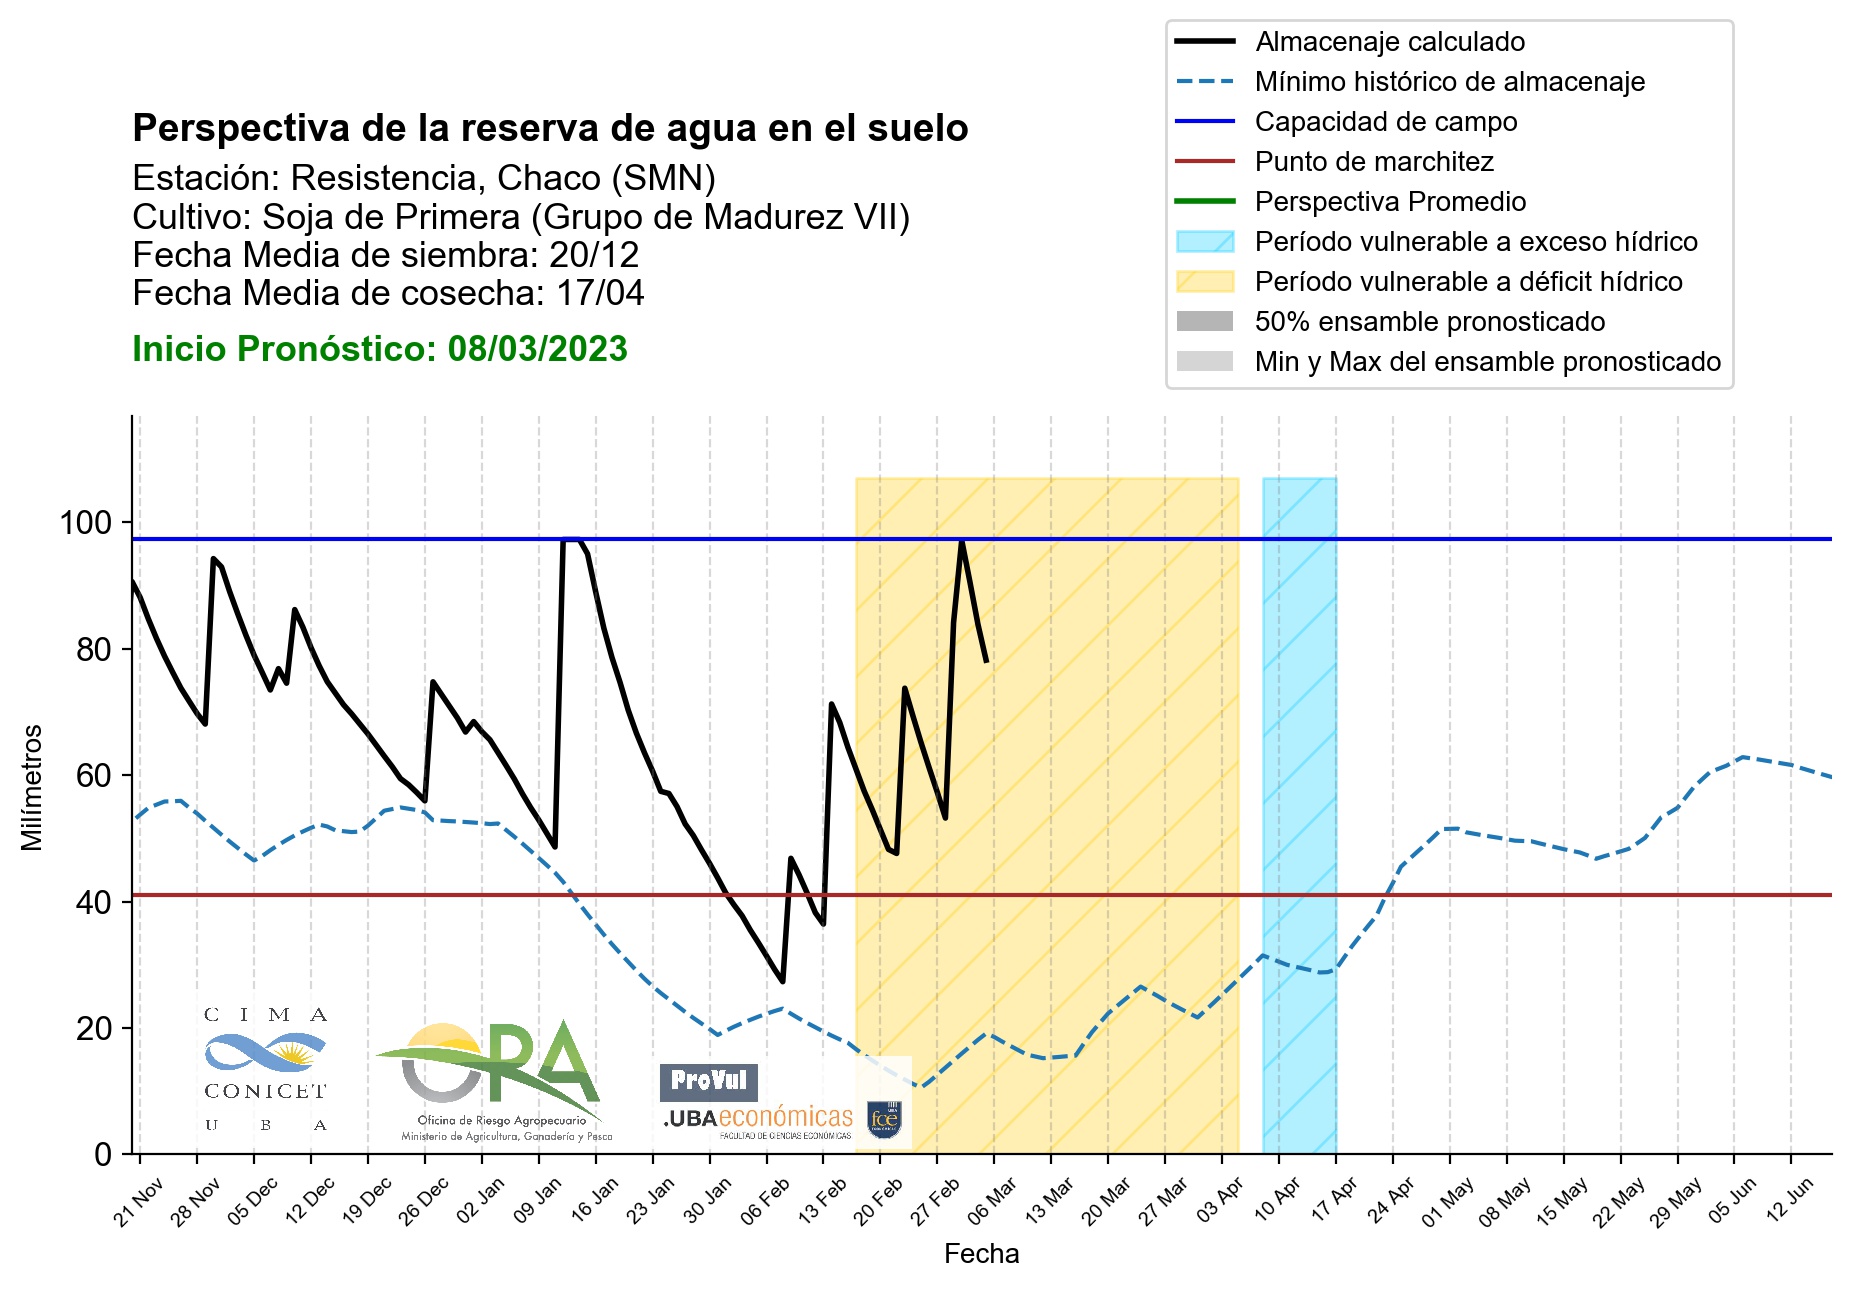 Almacenaje calculado
Mínimo histórico de almacenaje
Capacidad de campo
Punto de marchitez
Perspectiva Promedio
Período vulnerable a exceso hídrico
Período vulnerable a déficit hídrico
50% ensamble pronosticado
Min y Max del ensamble pronosticado
Perspectiva de la reserva de agua en el suelo
Estación: Resistencia, Chaco (SMN)
Cultivo: Soja de Primera (Grupo de Madurez VII)
Fecha Media de siembra: 20/12
Fecha Media de cosecha: 17/04
Inicio Pronóstico: 08/03/2023
100
80
60
40
20
0
Milímetros
CIMA
CONICET
UBA
ORA
Oficina de Riesgo Agropecuario
Ministerio de Agricultura, Ganadería y Pesca
ProVul
.UBAeconómicas
FACULTAD DE CIENCIAS ECONÓMICAS
UBA
fce
21 Nov
28 Nov
05 Dec
12 Dec
19 Dec
26 Dec
02 Jan
09 Jan
16 Jan
23 Jan
30 Jan
06 Feb
13 Feb
20 Feb
27 Feb
06 Mar
13 Mar
20 Mar
27 Mar
03 Apr
10 Apr
17 Apr
24 Apr
01 May
08 May
15 May
22 May
29 May
05 Jun
12 Jun
Fecha